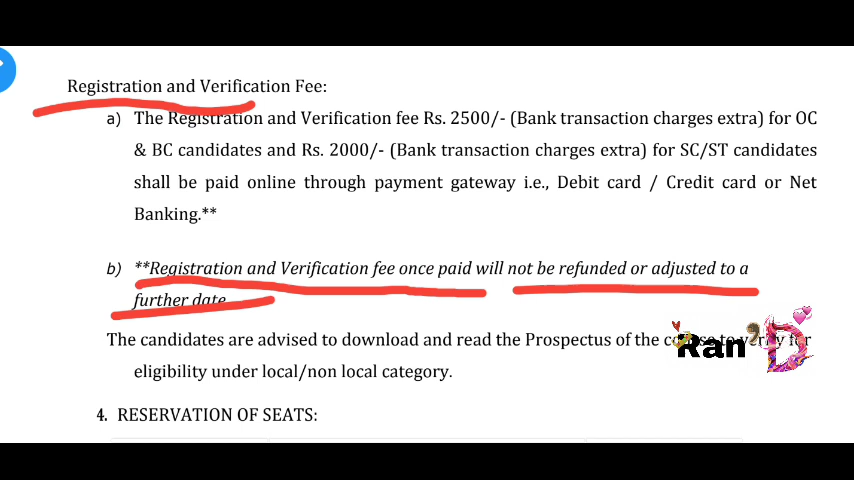 Registration and Verification Fee:
a) The Registration and Verification fee Rs. 2500/- (Bank transaction charges extra) for OC
& BC candidates and Rs. 2000/- (Bank transaction charges extra) for SC/ST candidates
shall be paid online through payment gateway i.e., Debit card / Credit card or Net
Banking.**
b) **Registration and Verification fee once paid will not be refunded or adjusted to a
further date
The candidates are advised to download and read the Prospectus of the
eligibility under local/non local category.
Ran'D
4. RESERVATION OF SEATS: